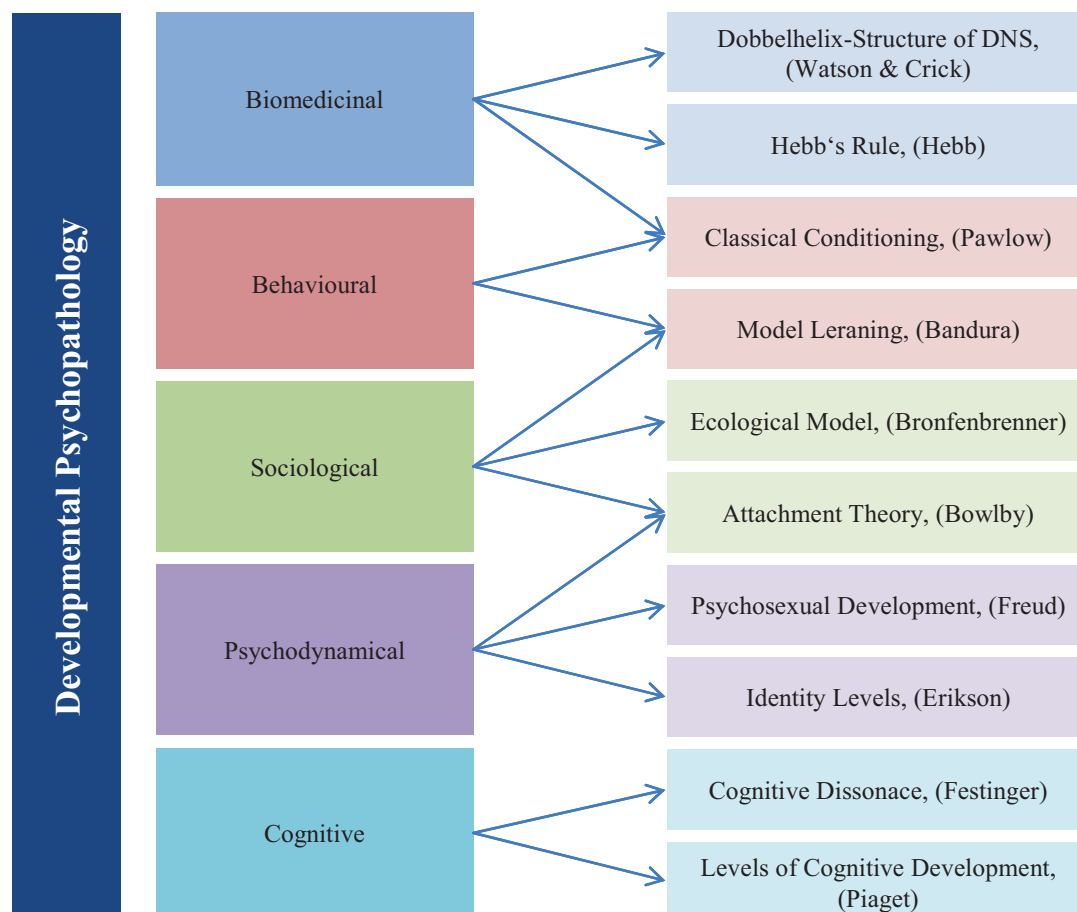 Developmental Psychopathology
Biomedicinal
Behavioural
Sociological
Psychodynamical
Cognitive
Dobbelhelix-Structure of DNS,
(Watson & Crick)
Hebb‘s Rule, (Hebb)
Classical Conditioning, (Pawlow)
Model Leraning, (Bandura)
Ecological Model, (Bronfenbrenner)
Attachment Theory, (Bowlby)
Psychosexual Development, (Freud)
Identity Levels, (Erikson)
Cognitive Dissonace, (Festinger)
Levels of Cognitive Development,
(Piaget)